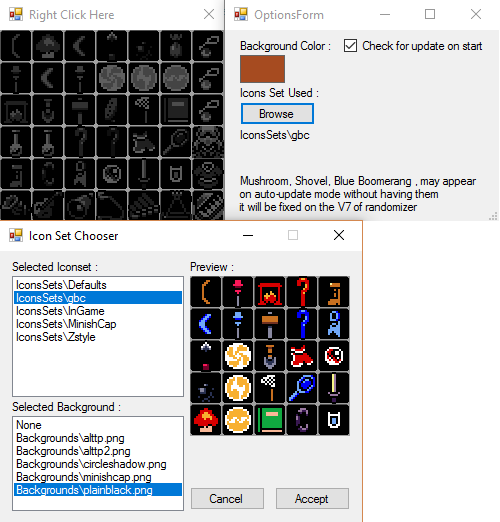 Right Click Here
OptionsForm
Background Color :
Check for update on start
Icons Set Used :
Browse
IconsSets\gbc
Mushroom, Shovel, Blue Boomerang , may appear
on auto-update mode without having them
it will be fixed on the V7 of randomizer
Icon Set Chooser
Selected Iconset :
Preview :
IconsSets\Defaults
IconsSets\gbc
IconsSets\InGame
IconsSets\MinishCap
IconsSets\Zstyle
Selected Background :
None
Backgrounds\alttp.png
Backgrounds\alttp2.png
Backgrounds\circleshadow.png
Backgrounds\minishcap.png
Backgrounds\plainblack.png
Cancel
Accept